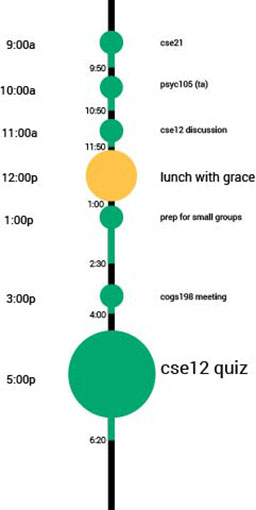 9:00a cse21
9:50
10:00a psyc105 (ta)
10:50
11:00a cse12 discussion
11:50
12:00p lunch with grace
1:00
1:00p prep for small groups
2:30
3:00p cogs198 meeting
4:00
5:00p cse12 quiz
6:20